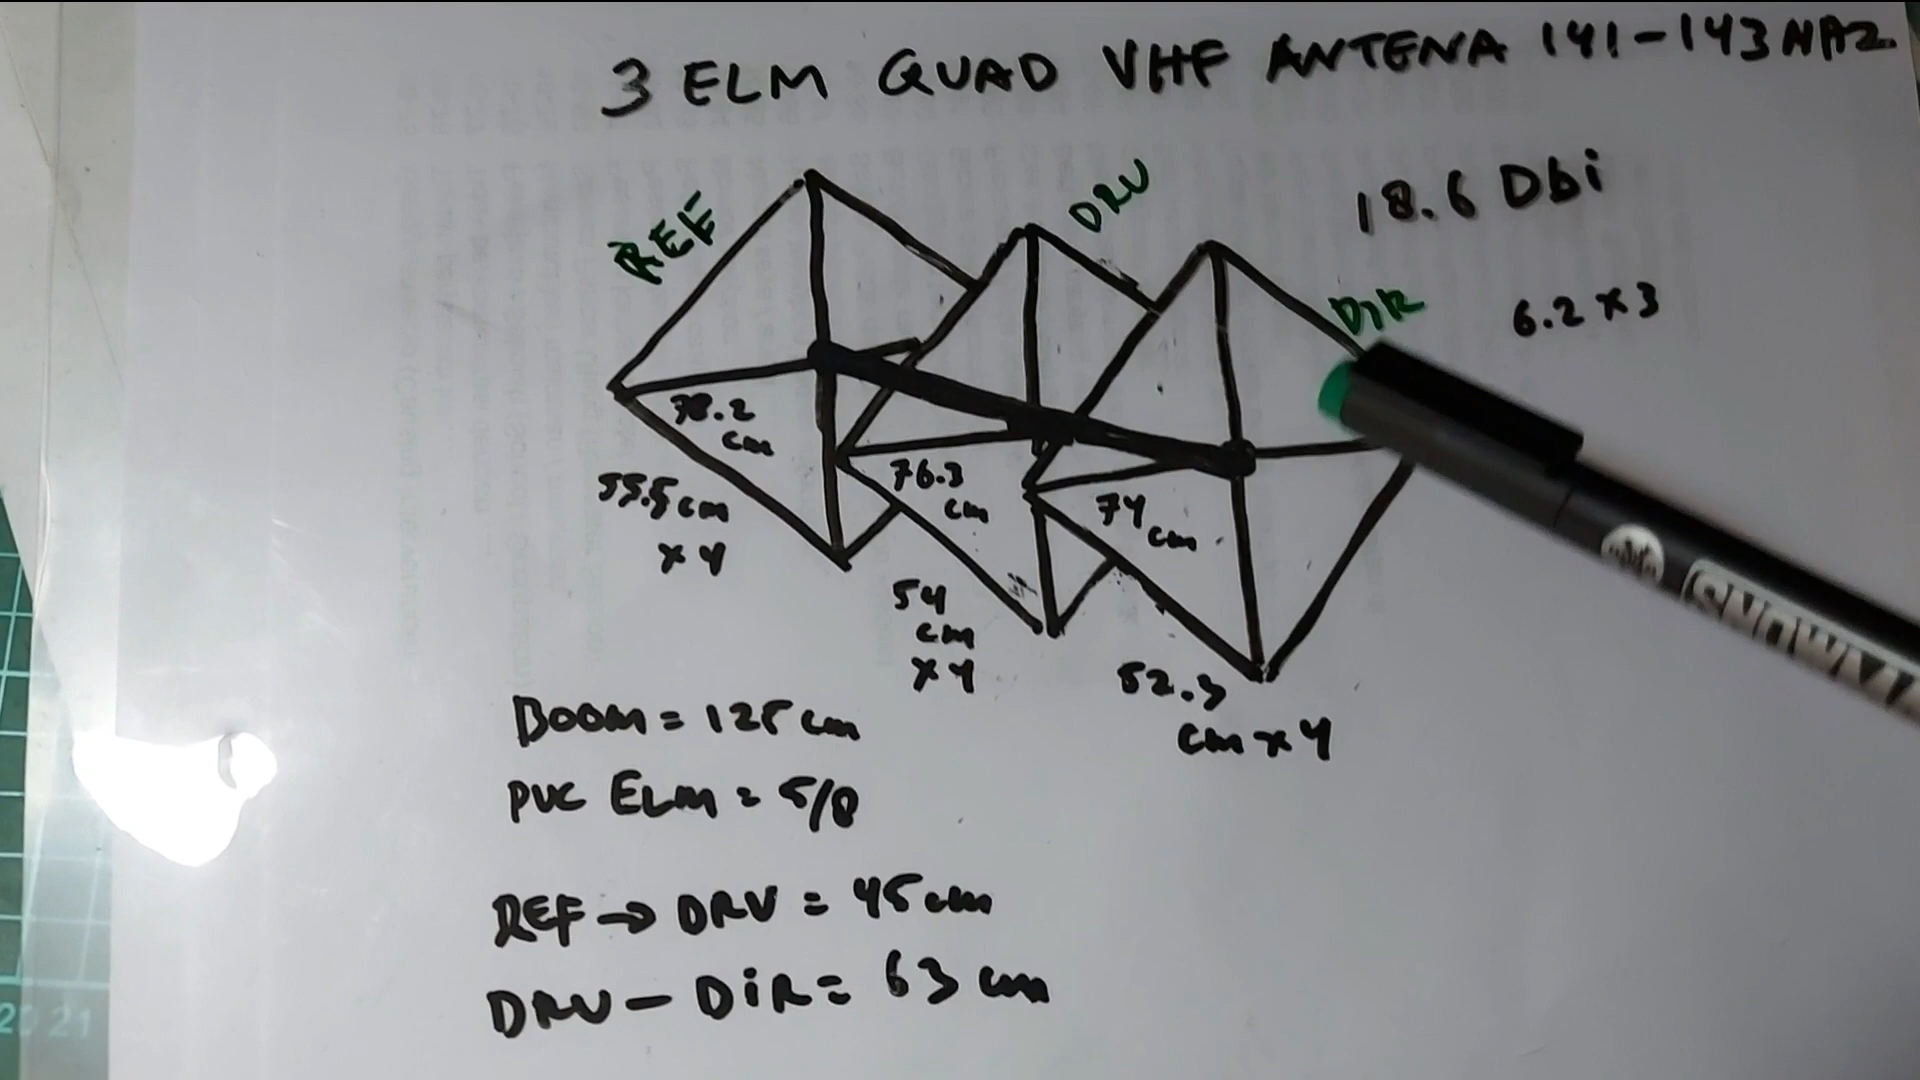 3 ELM QUAD VHF ANTENA 141-143 MHZ
18.6 Dbi
6.2 x 3
REF
DRV
DIR
78.2
cm
55.5 cm
x 4
76.3
cm
54
cm
x 4
74
cm
52.3
cm x 4
BOOM = 125 cm
PVC ELM = 5/8
REF → DRV = 45 cm
DRV - DiR = 63 cm
SNOWMAN
2021